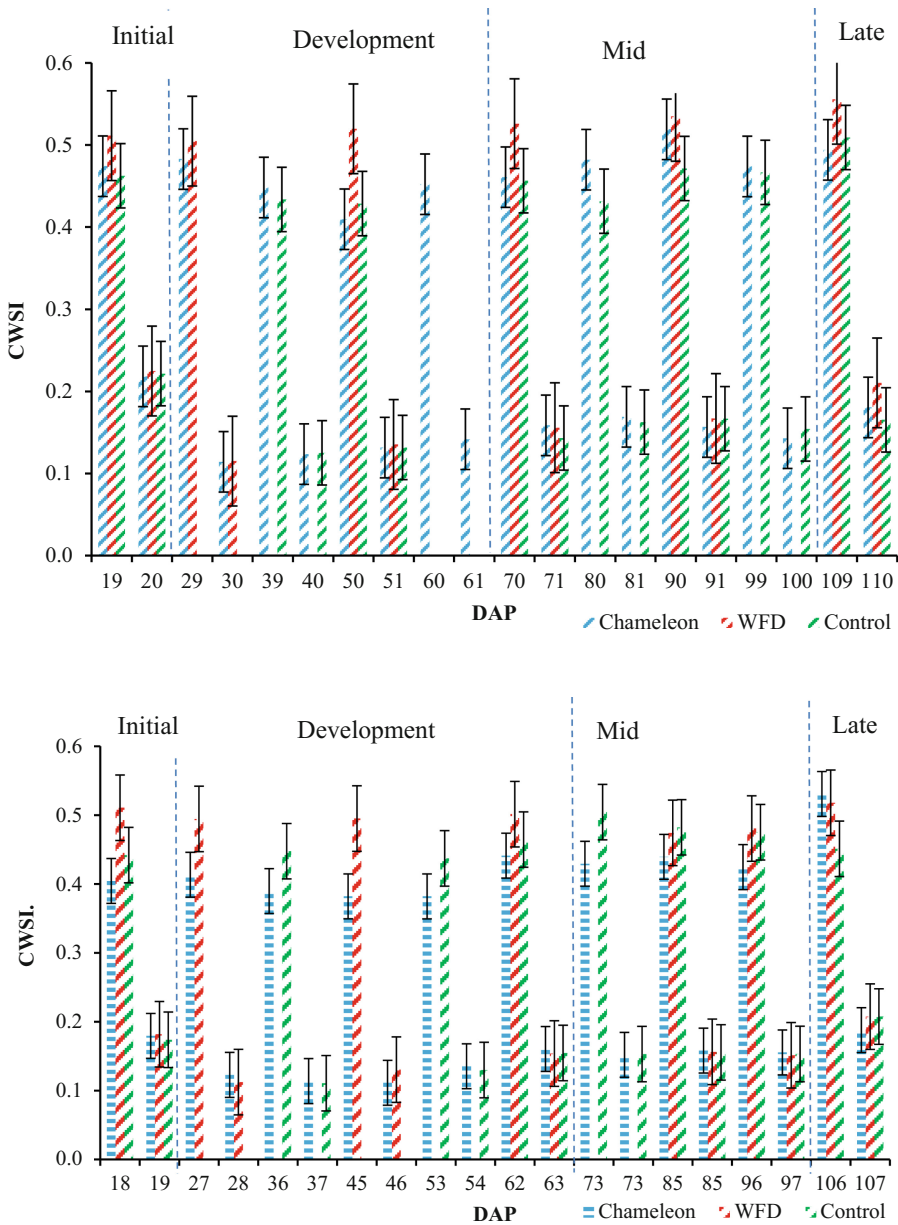 Initial Development Mid Late
0.6
0.5
0.4
0.3
0.2
0.1
0.0
CWSI
19 20 29 30 39 40 50 51 60 61 70 71 80 81 90 91 99 100 109 110
DAP
Chameleon WFD Control
Initial Development Mid Late
0.6
0.5
0.4
0.3
0.2
0.1
0.0
CWSI.
18 19 27 28 36 37 45 46 53 54 62 63 73 73 85 85 96 97 106 107
DAP
Chameleon WFD Control